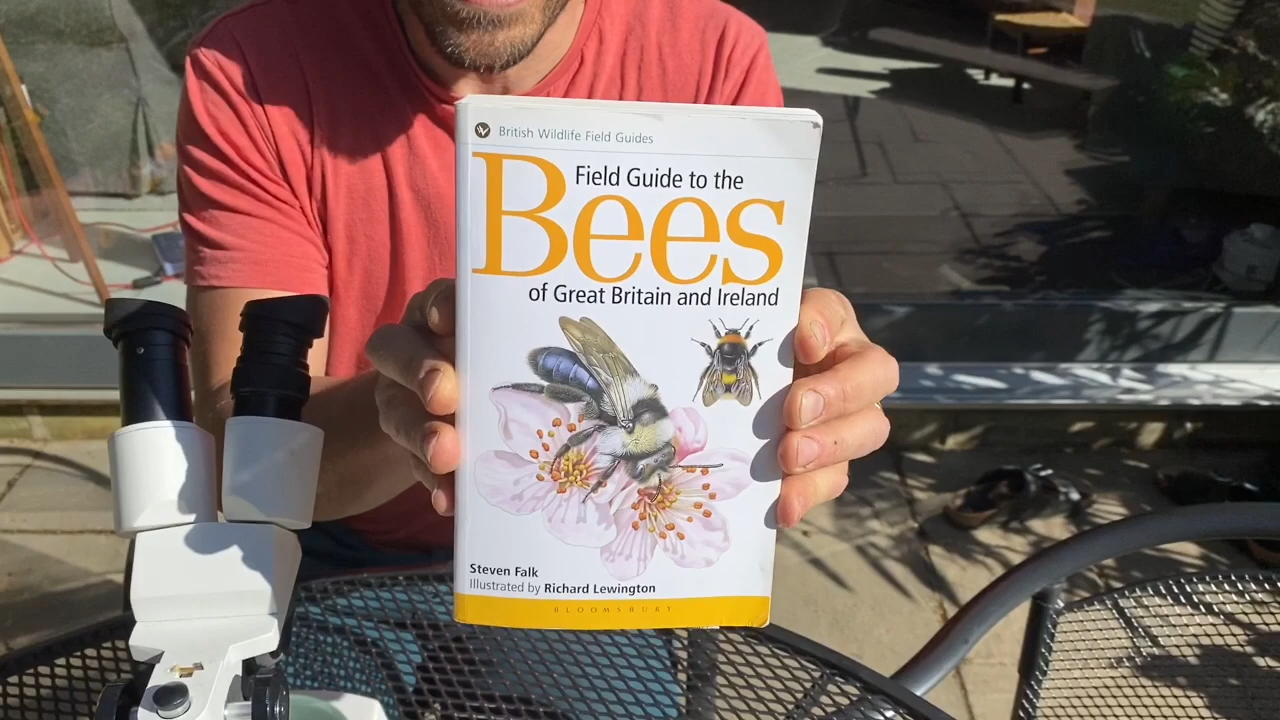 British Wildlife Field Guides
Field Guide to the
Bees
of Great Britain and Ireland
Steven Falk
Illustrated by Richard Lewington
BLOOMSBURY